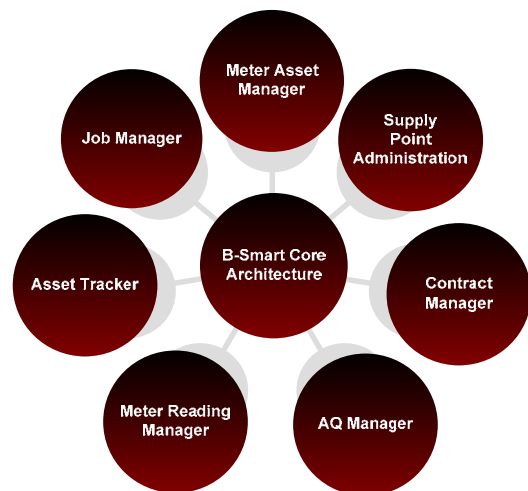 Meter Asset
Manager
Supply
Point
Administration
Job Manager
B-Smart Core
Architecture
Asset Tracker
Contract
Manager
Meter Reading
Manager
AQ Manager